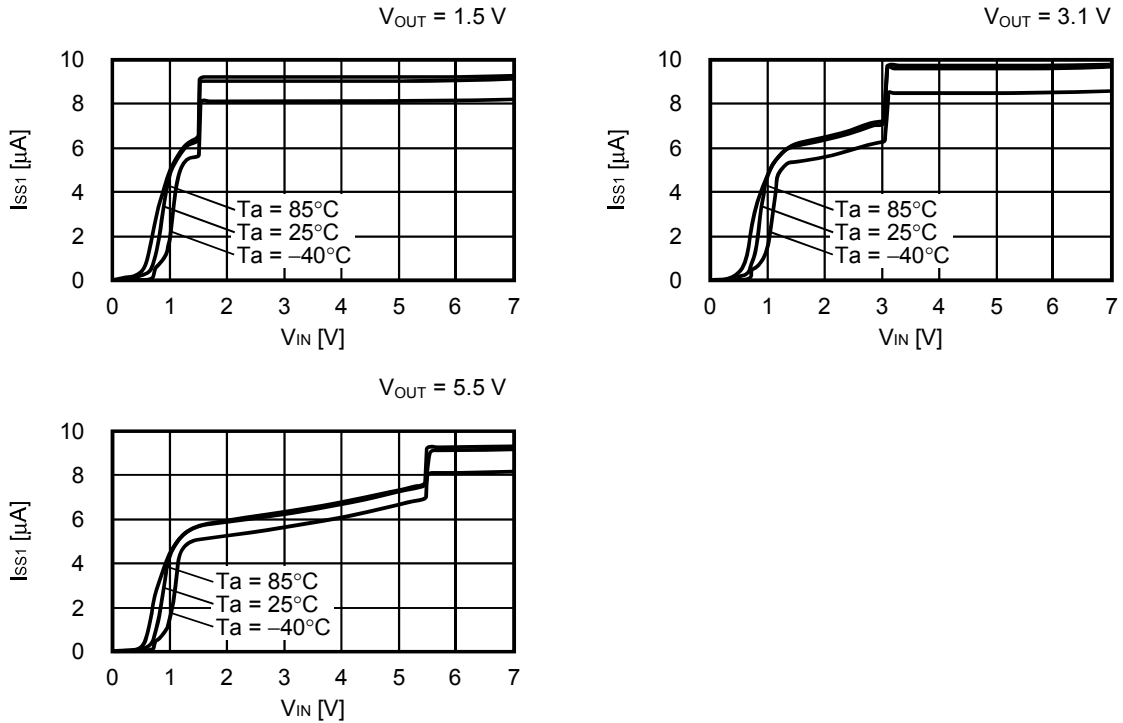 V_OUT = 1.5 V
10
8
6
4
2
0
ISS1 [μA]
Ta = 85°C
Ta = 25°C
Ta = −40°C
0 1 2 3 4 5 6 7
VIN [V]
V_OUT = 3.1 V
10
8
6
4
2
0
ISS1 [μA]
Ta = 85°C
Ta = 25°C
Ta = −40°C
0 1 2 3 4 5 6 7
VIN [V]
V_OUT = 5.5 V
10
8
6
4
2
0
ISS1 [μA]
Ta = 85°C
Ta = 25°C
Ta = −40°C
0 1 2 3 4 5 6 7
VIN [V]